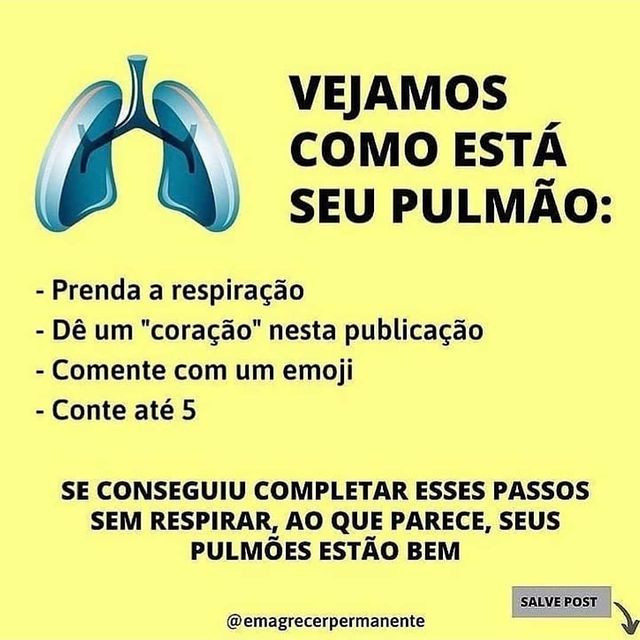 VEJAMOS
COMO ESTÁ
SEU PULMÃO:
- Prenda a respiração
- Dê um "coração" nesta publicação
- Comente com um emoji
- Conte até 5
SE CONSEGUIU COMPLETAR ESSES PASSOS
SEM RESPIRAR, AO QUE PARECE, SEUS
PULMÕES ESTÃO BEM
SALVE POST
@emagrecerpermanente